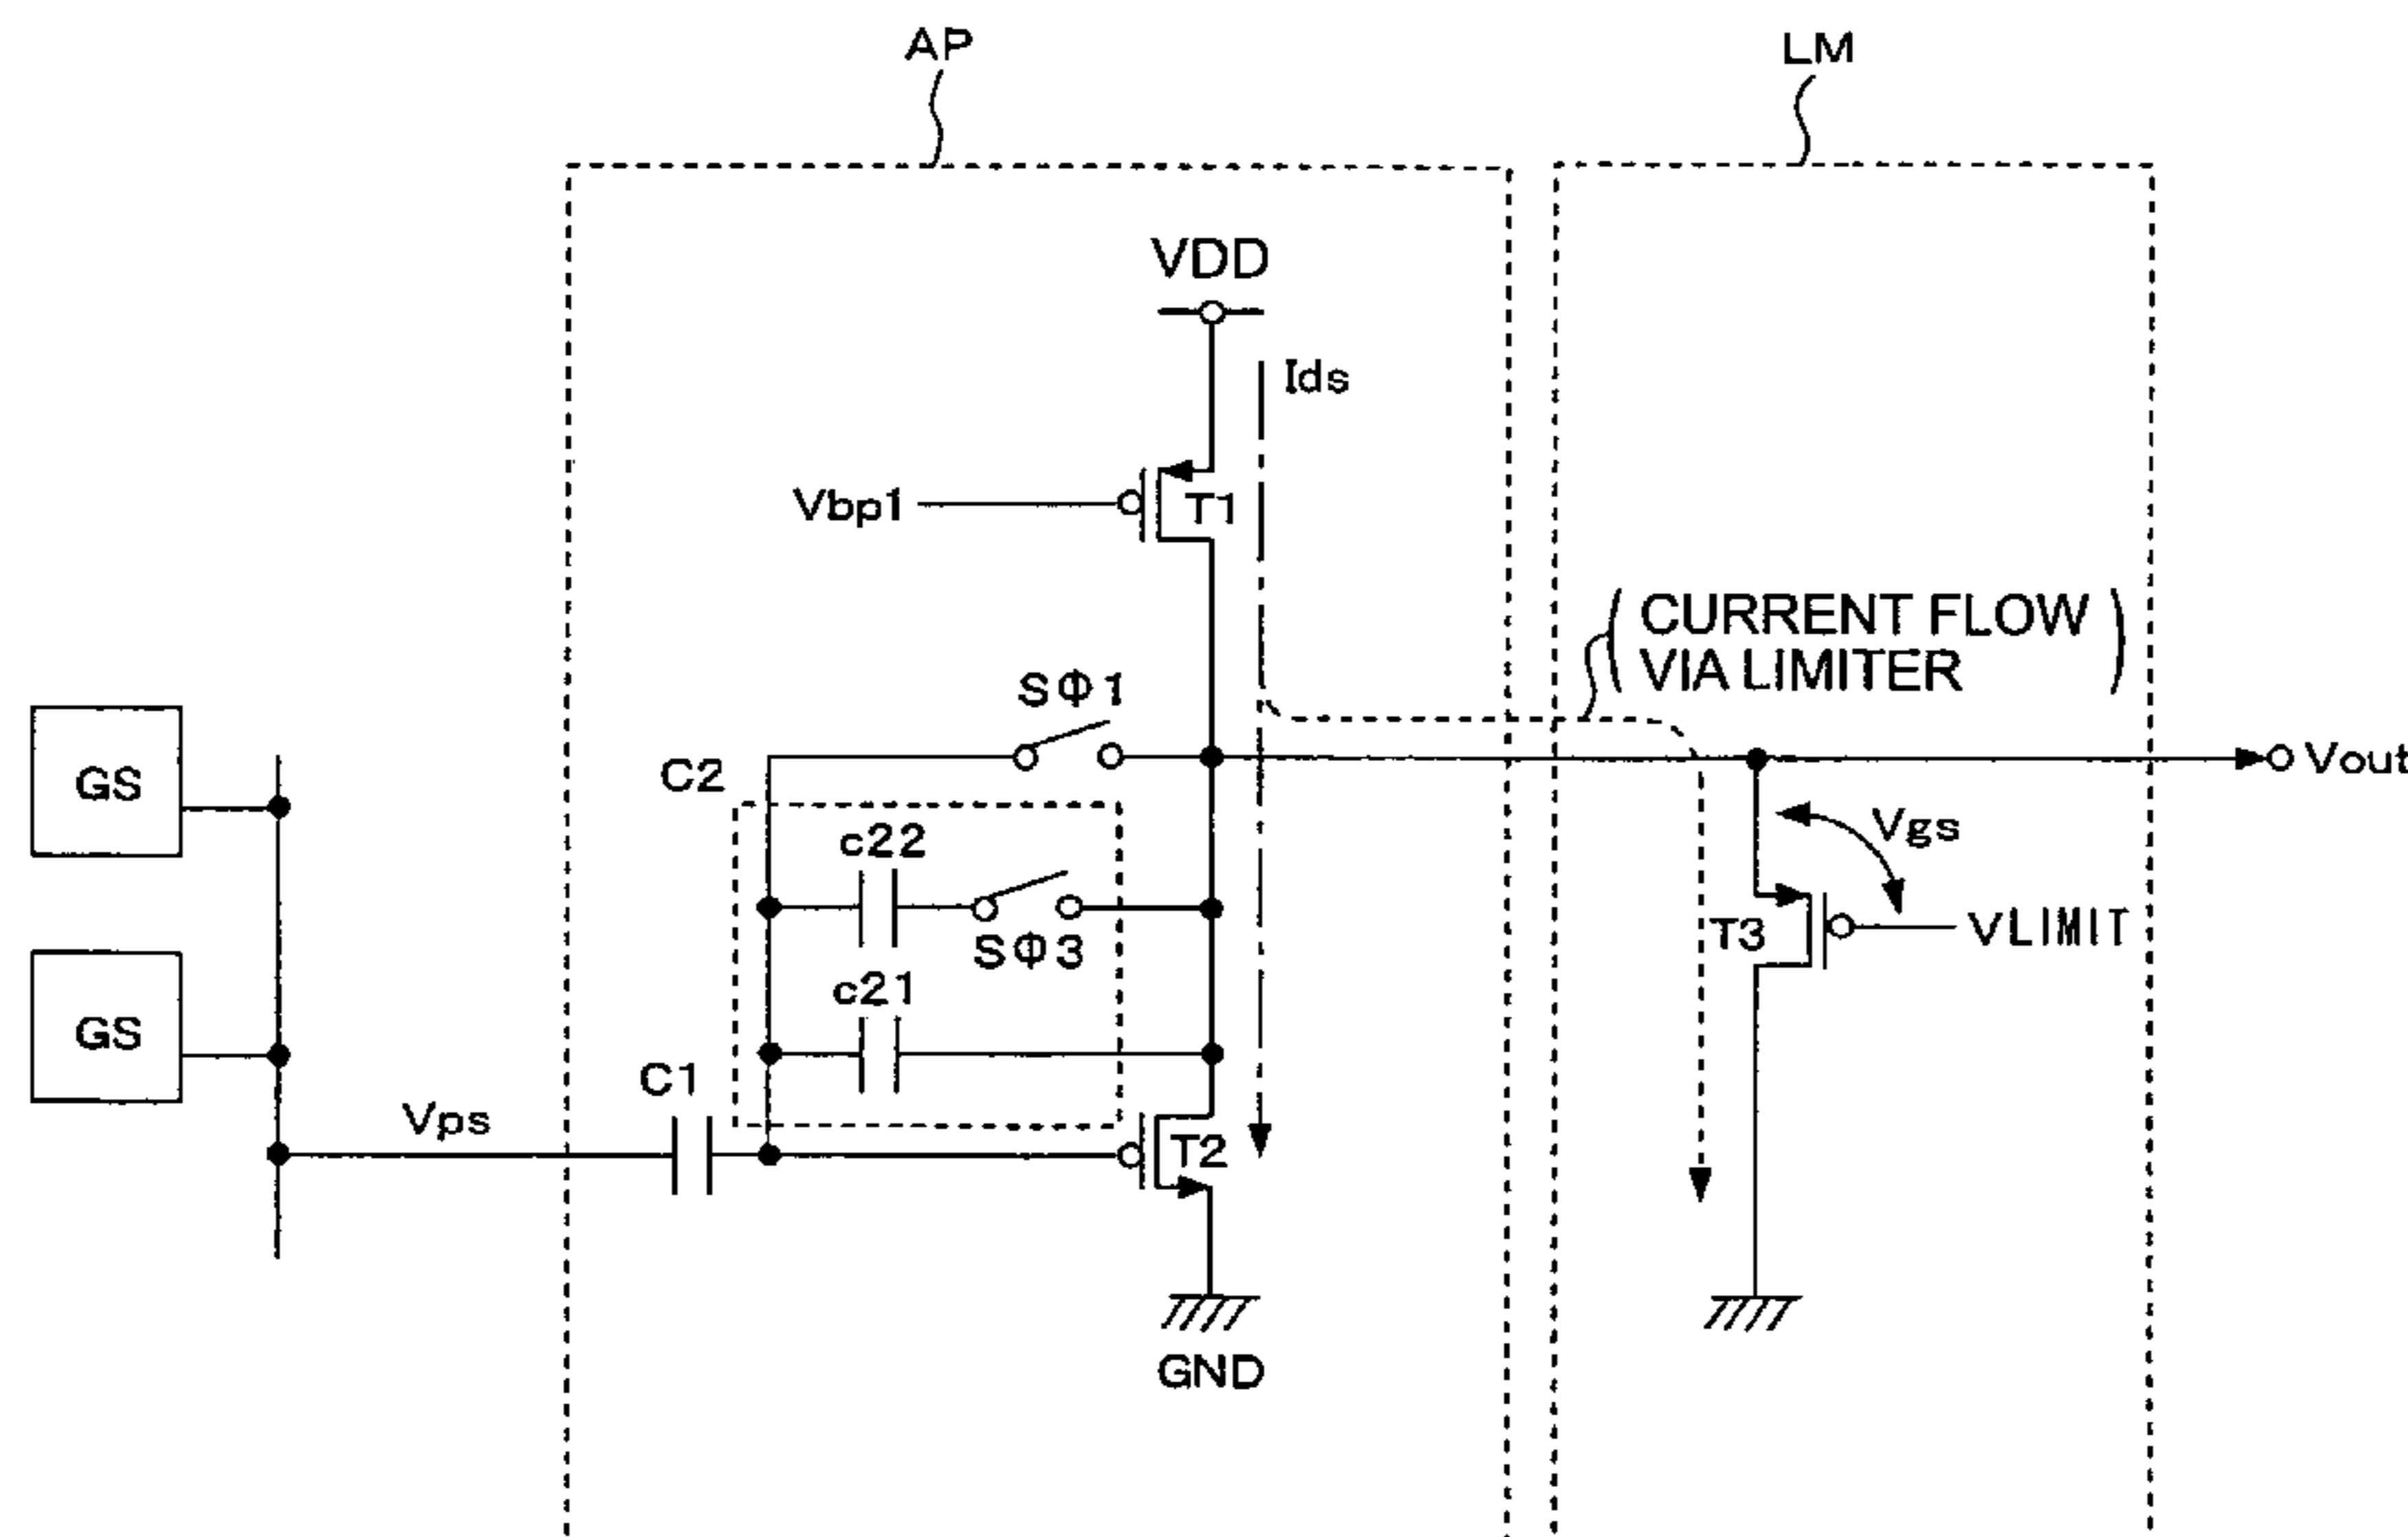 AP
LM
VDD
Ids
Vbp1
T1
(CURRENT FLOW
VIA LIMITER)
SΦ1
C2
GS
Vout
c22
Vgs
SΦ3
T3
VLIMIT
c21
GS
C1
Vps
T2
GND